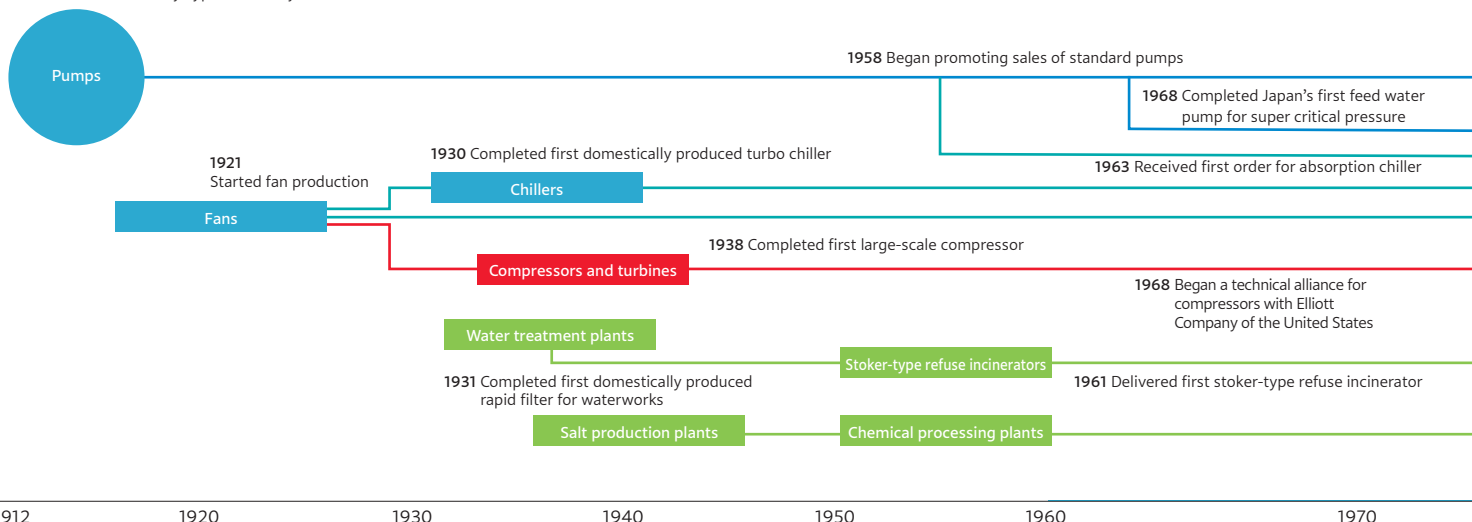 Pumps
1958 Began promoting sales of standard pumps
1968 Completed Japan's first feed water
pump for super critical pressure
1921
Started fan production
1930 Completed first domestically produced turbo chiller
1963 Received first order for absorption chiller
Chillers
Fans
1938 Completed first large-scale compressor
Compressors and turbines
1968 Began a technical alliance for
compressors with Elliott
Company of the United States
Water treatment plants
Stoker-type refuse incinerators
1931 Completed first domestically produced
rapid filter for waterworks
1961 Delivered first stoker-type refuse incinerator
Salt production plants
Chemical processing plants
912 1920 1930 1940 1950 1960 1970